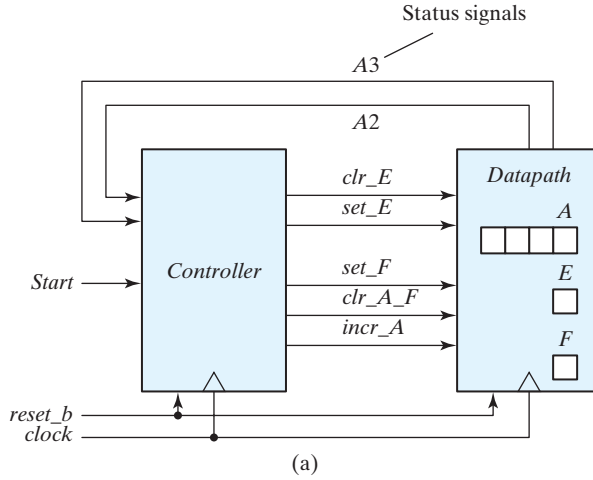 Status signals
A3
A2
clr_E
Datapath
set_E
A
Controller
E
Start
set_F
clr_A_F
incr_A
F
reset_b
clock
(a)